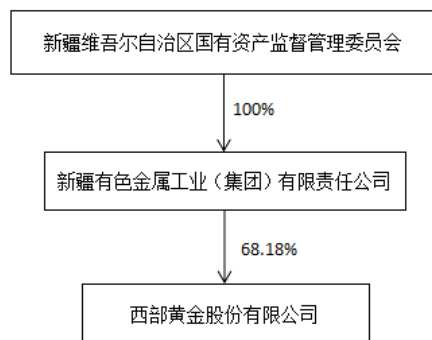 新疆维吾尔自治区国有资产监督管理委员会
100%
新疆有色金属工业（集团）有限责任公司
68.18%
西部黄金股份有限公司